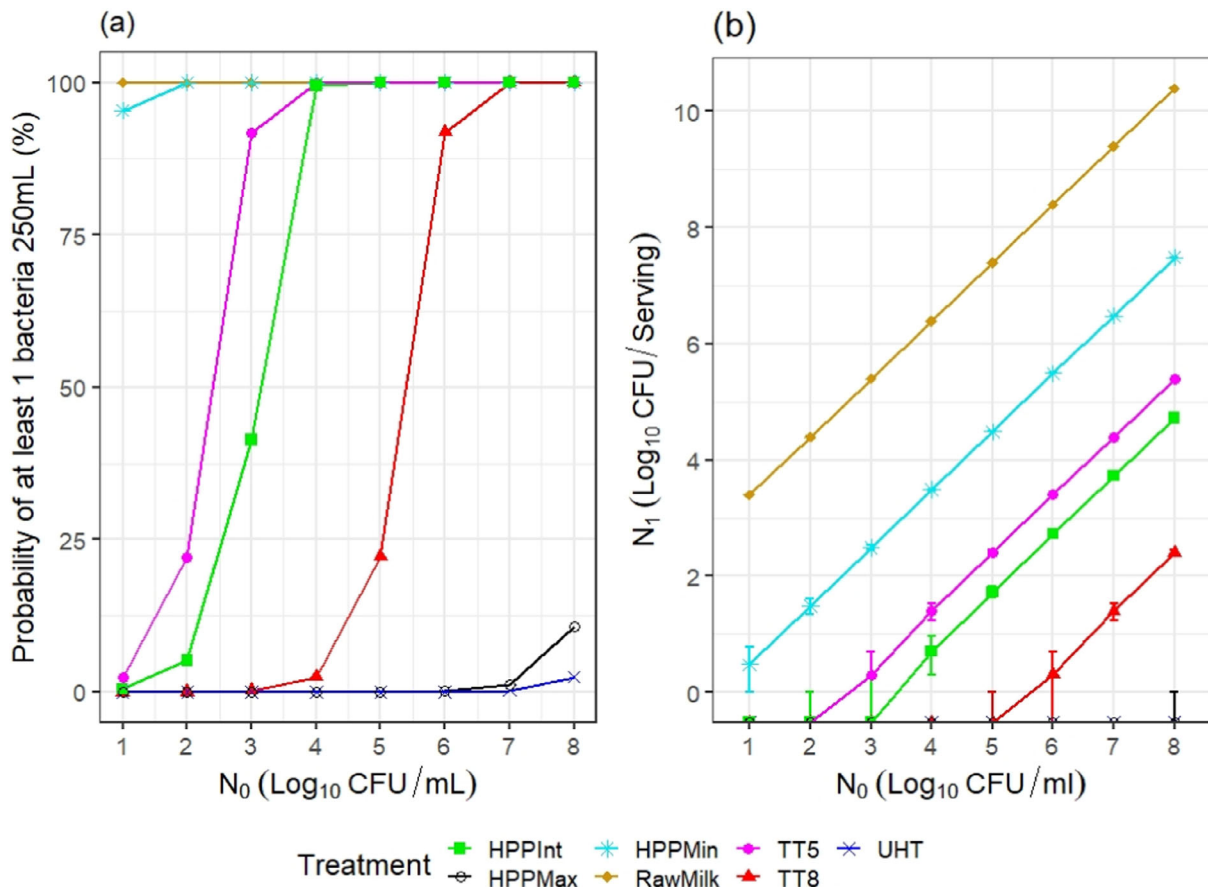 (a)
Probability of at least 1 bacteria 250mL (%)
100
75
50
25
0
1 2 3 4 5 6 7 8
N₀ (Log₁₀ CFU/mL)
(b)
N₁ (Log₁₀ CFU/Serving)
10
8
6
4
2
0
1 2 3 4 5 6 7 8
N₀ (Log₁₀ CFU/ml)
Treatment
HPPInt HPPMin TT5 UHT
HPPMax RawMilk TT8